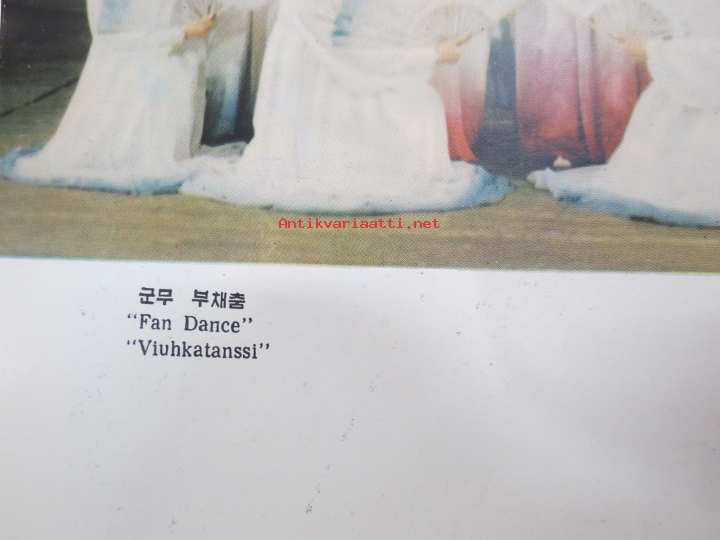 Antikvariaatti.net
군무 부채춤
“Fan Dance”
“Viuhkatanssi”